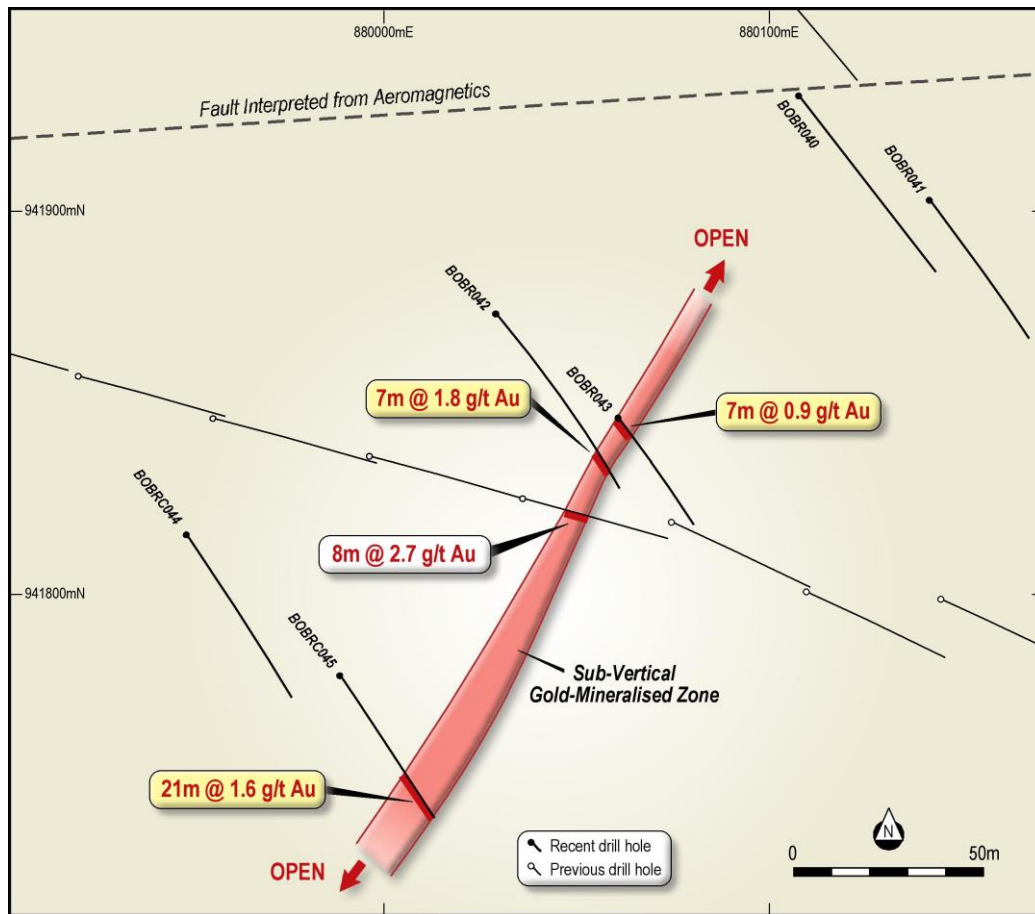 880000mE
880100mE
Fault Interpreted from Aeromagnetics
BOBR040
BOBR041
941900mN
OPEN
BOBR042
7m @ 1.8 g/t Au
BOBR043
7m @ 0.9 g/t Au
BOBRC044
8m @ 2.7 g/t Au
941800mN
BOBRC045
Sub-Vertical
Gold-Mineralised Zone
21m @ 1.6 g/t Au
OPEN
Recent drill hole
Previous drill hole
N
0
50m